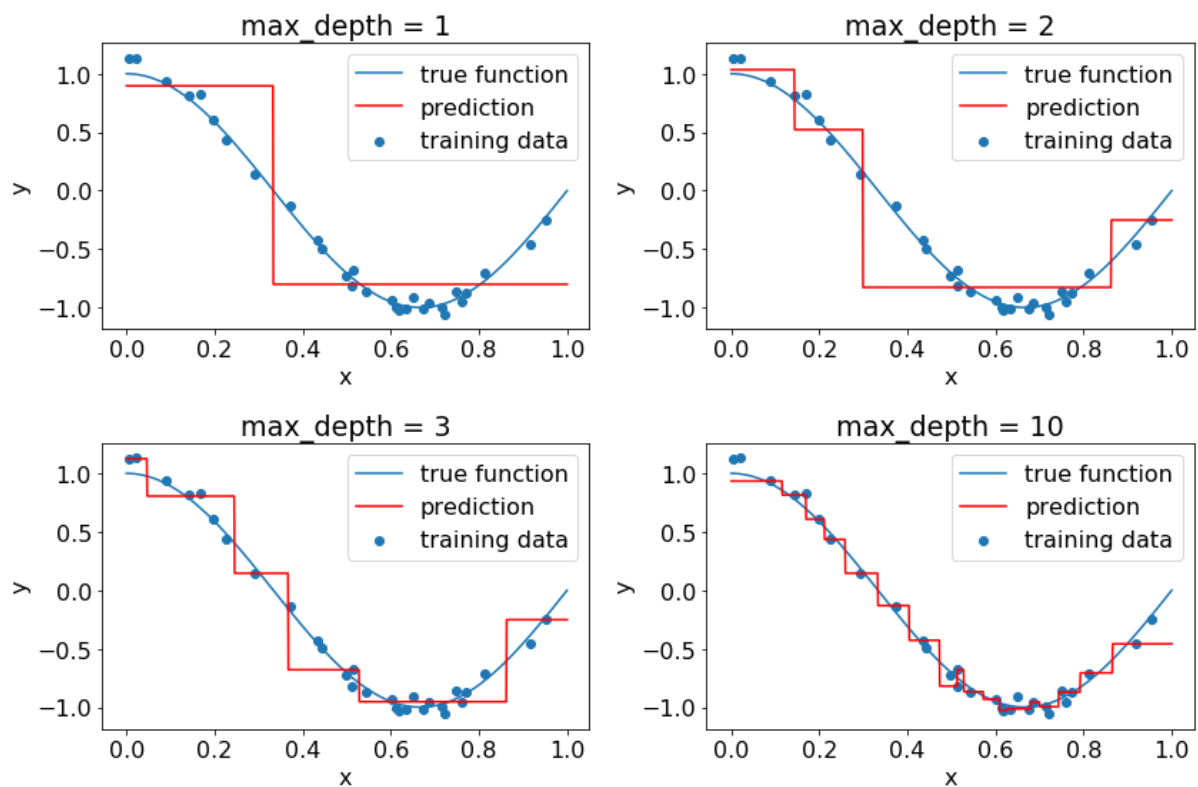 max_depth = 1
1.0
0.5
0.0
−0.5
−1.0
y
0.0 0.2 0.4 0.6 0.8 1.0
x
true function
prediction
training data
max_depth = 2
1.0
0.5
0.0
−0.5
−1.0
y
0.0 0.2 0.4 0.6 0.8 1.0
x
true function
prediction
training data
max_depth = 3
1.0
0.5
0.0
−0.5
−1.0
y
0.0 0.2 0.4 0.6 0.8 1.0
x
true function
prediction
training data
max_depth = 10
1.0
0.5
0.0
−0.5
−1.0
y
0.0 0.2 0.4 0.6 0.8 1.0
x
true function
prediction
training data